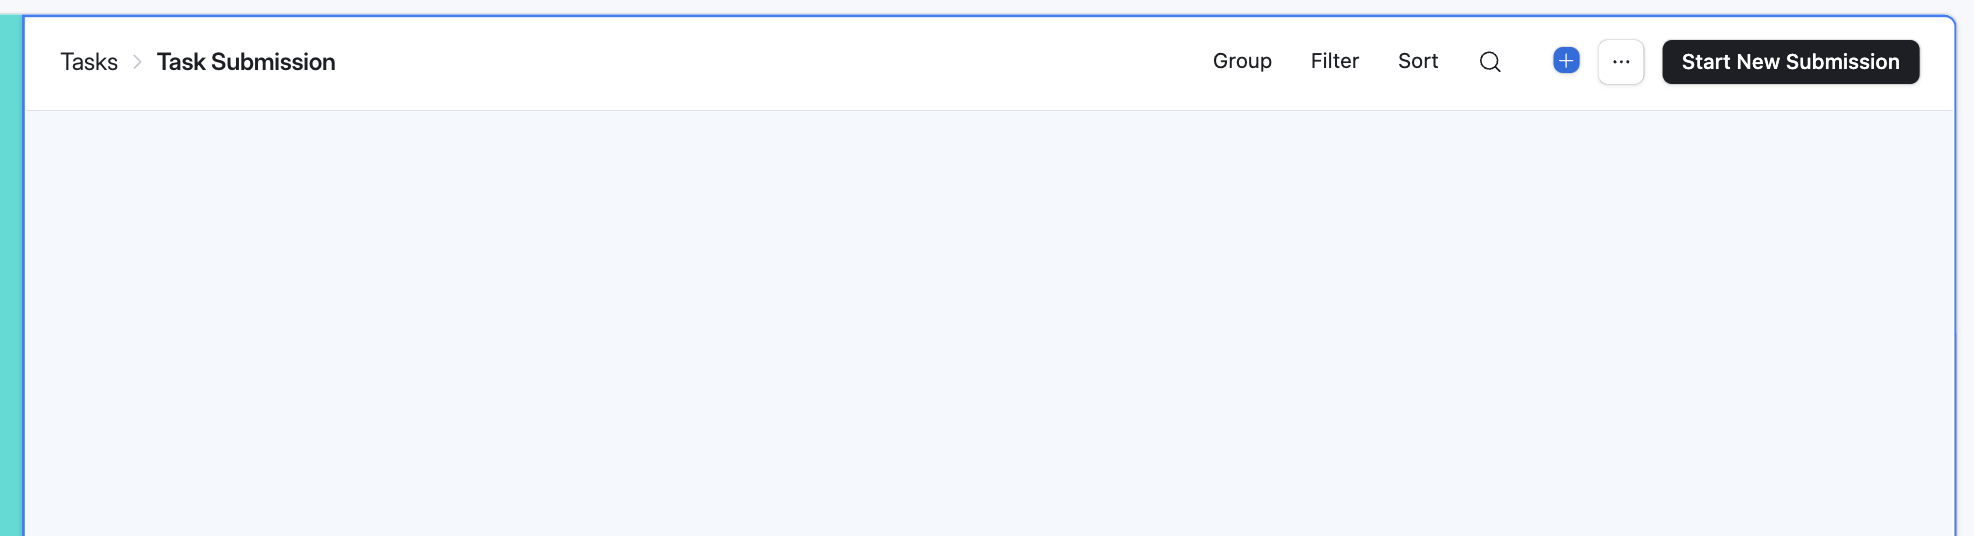 Tasks > Task Submission
Group Filter Sort
Start New Submission